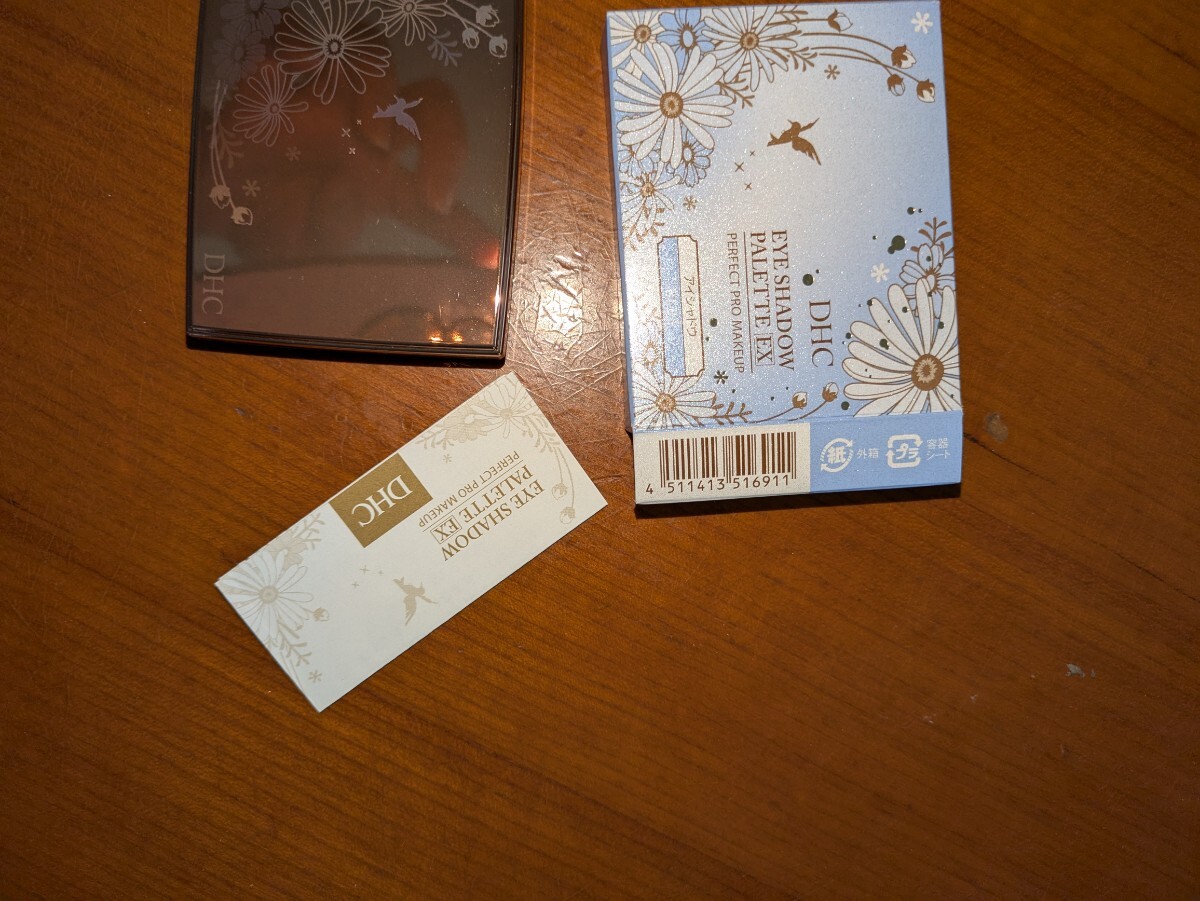 DHC
DHC
EYE SHADOW
PALETTE EX
PERFECT PRO MAKEUP
アイシャドウ
4 511413 516911
紙
外箱
プラ
容器
シート
DHC
EYE SHADOW
PALETTE EX
PERFECT PRO MAKEUP